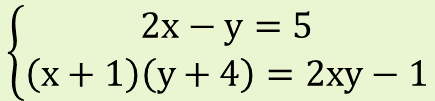 2x − y = 5
(x + 1)(y + 4) = 2xy − 1